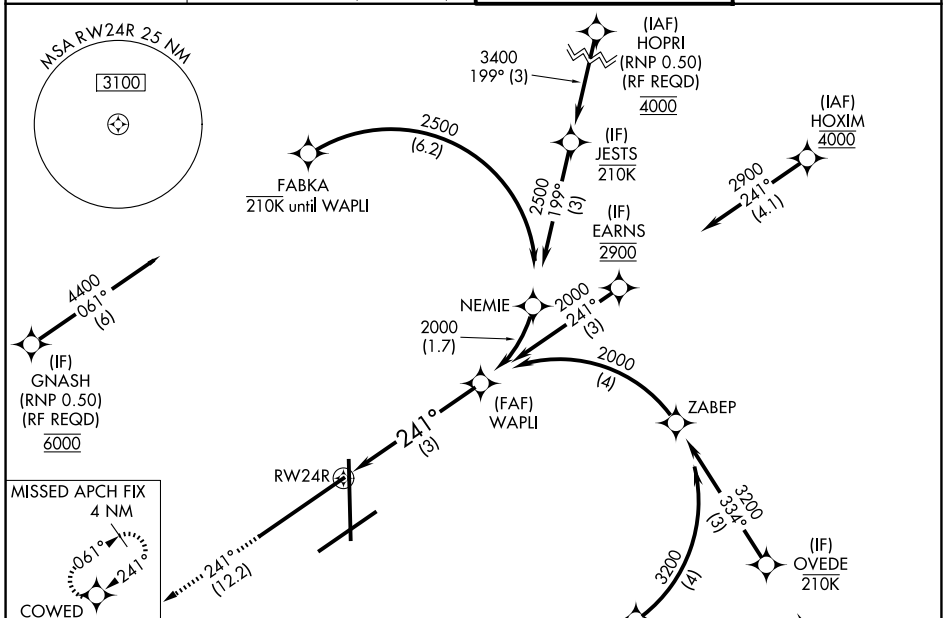 MSA RW24R 25 NM
3100
(IAF)
HOPRI
(RNP 0.50)
(RF REQD)
4000
3400
199° (3)
(IAF)
HOXIM
4000
2900
241°
(4.1)
2500
(6.2)
(IF)
JESTS
210K
FABKA
210K until WAPLI
2500
199°
(3)
(IF)
EARNS
2900
4400
061°
(6)
NEMIE
2000
241°
(3)
2000
(1.7)
2000
(4)
(IF)
GNASH
(RNP 0.50)
(RF REQD)
6000
(FAF)
WAPLI
ZABEP
241°
(3)
RW24R
MISSED APCH FIX
4 NM
061°
241°
COWED
241°
(12.2)
3200
334°
(3)
3200
(4)
(IF)
OVEDE
210K